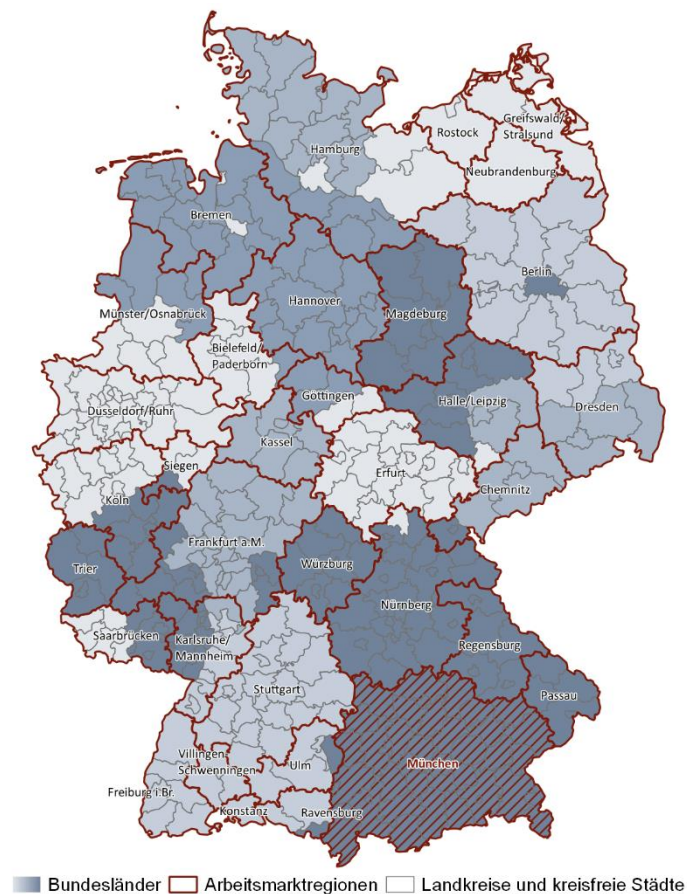 Greifswald/
Stralsund
Rostock
Hamburg
Neubrandenburg
Bremen
Berlin
Hannover
Magdeburg
Münster/Osnabrück
Bielefeld/
Paderborn
Göttingen
Halle/Leipzig
Dresden
Düsseldorf/Ruhr
Kassel
Siegen
Erfurt
Köln
Chemnitz
Frankfurt a.M.
Trier
Würzburg
Nürnberg
Saarbrücken
Karlsruhe/
Mannheim
Regensburg
Stuttgart
Passau
Villingen-
Schwenningen
Ulm
München
Freiburg i.Br.
Konstanz
Ravensburg
Bundesländer
Arbeitsmarktregionen
Landkreise und kreisfreie Städte